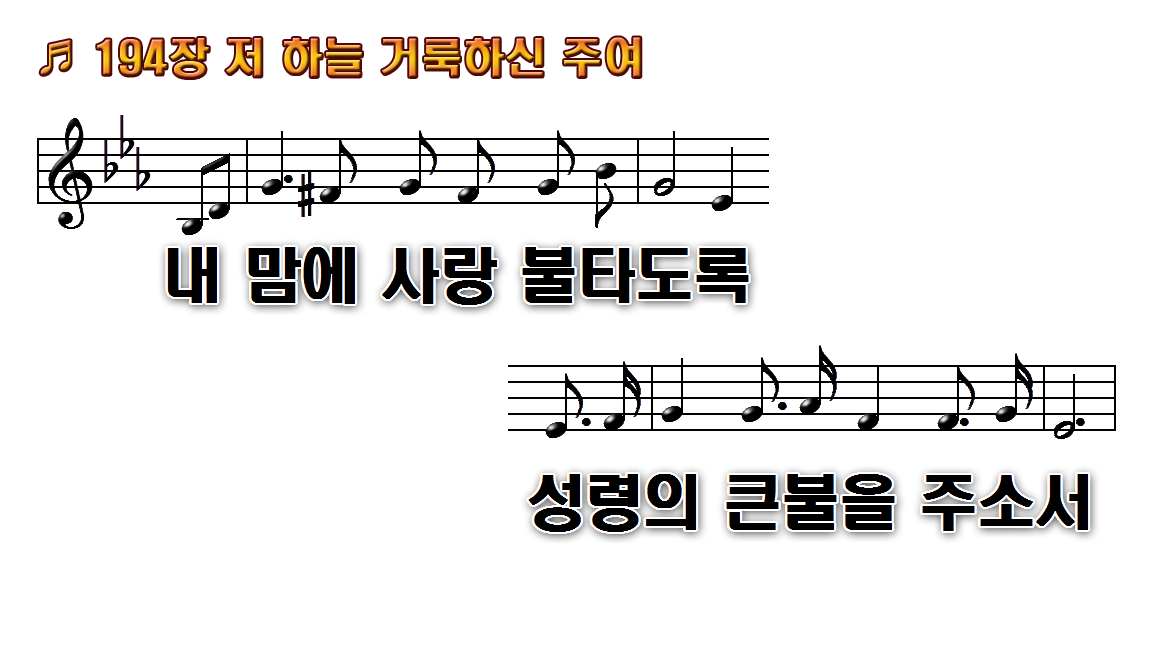 ♬ 194장 저 하늘 거룩하신 주여
내 맘에 사랑 불타도록
성령의 큰불을 주소서